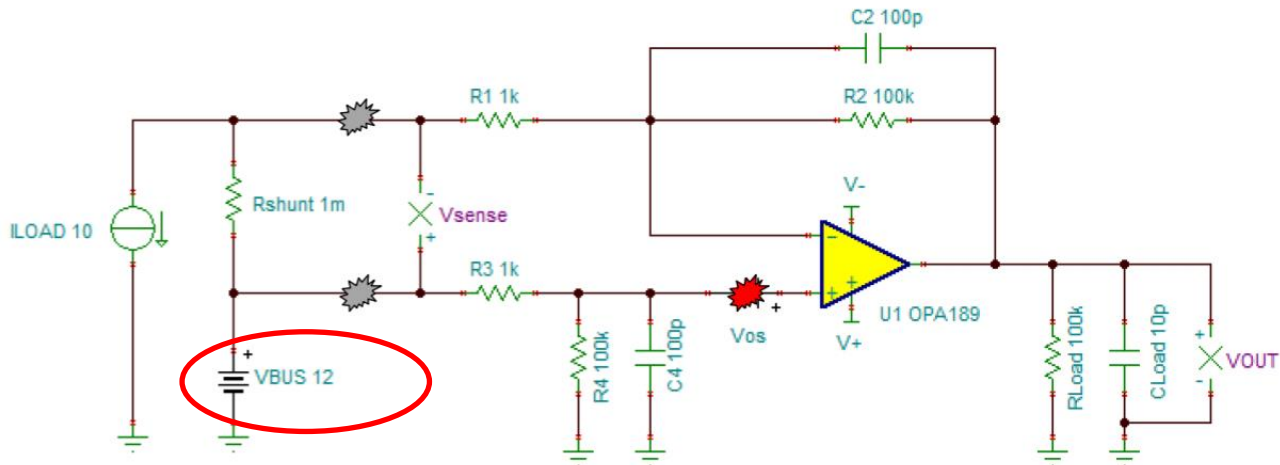 C2 100p
R1 1k
R2 100k
V-
Rshunt 1m
-
Vsense
+
ILOAD 10
-
R3 1k
+
+
+
U1 OPA189
Vos
V+
+
VBUS 12
R4 100k
C4 100p
RLoad 100k
CLoad 10p
+
VOUT
-